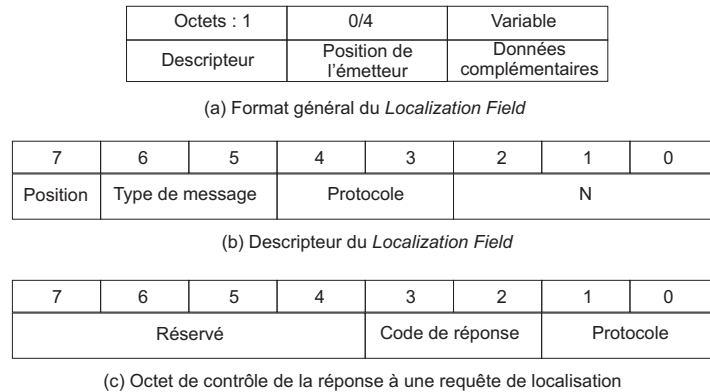 Octets : 1 0/4 Variable
Descripteur Position de l'émetteur Données complémentaires
(a) Format général du Localization Field
7 6 5 4 3 2 1 0
Position Type de message Protocole N
(b) Descripteur du Localization Field
7 6 5 4 3 2 1 0
Réservé Code de réponse Protocole
(c) Octet de contrôle de la réponse à une requête de localisation